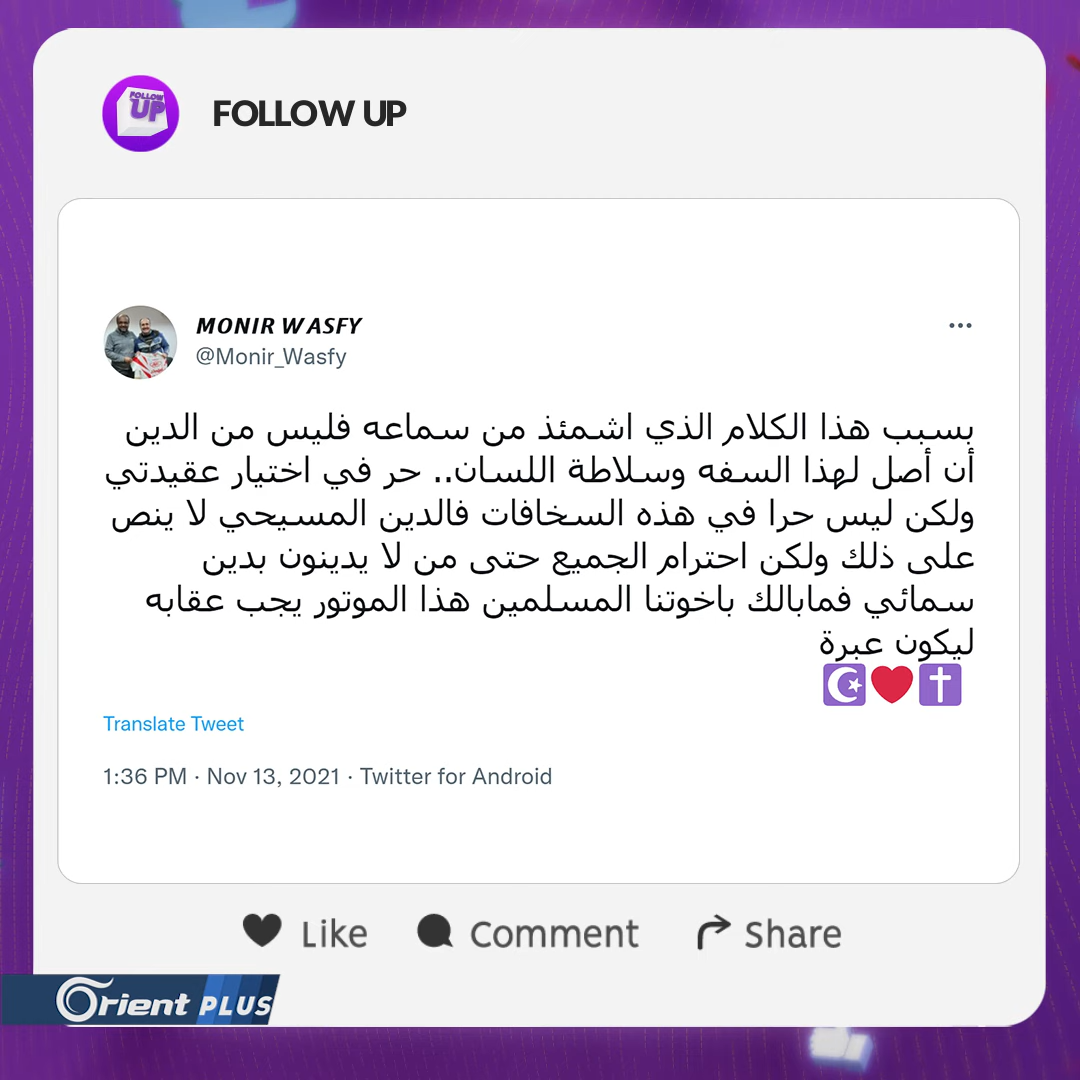 FOLLOW UP
FOLLOW UP
MONIR WASFY
@Monir_Wasfy
بسبب هذا الكلام الذي اشمئذ من سماعه فليس من الدين
أن أصل لهذا السفه وسلاطة اللسان.. حر في اختيار عقيدتي
ولكن ليس حرا في هذه السخافات فالدين المسيحي لا ينص
على ذلك ولكن احترام الجميع حتى من لا يدينون بدين
سمائي فمابالك باخوتنا المسلمين هذا الموتور يجب عقابه
ليكون عبرة
✝️❤️☪️
Translate Tweet
1:36 PM · Nov 13, 2021 · Twitter for Android
Like Comment Share
Orient PLUS